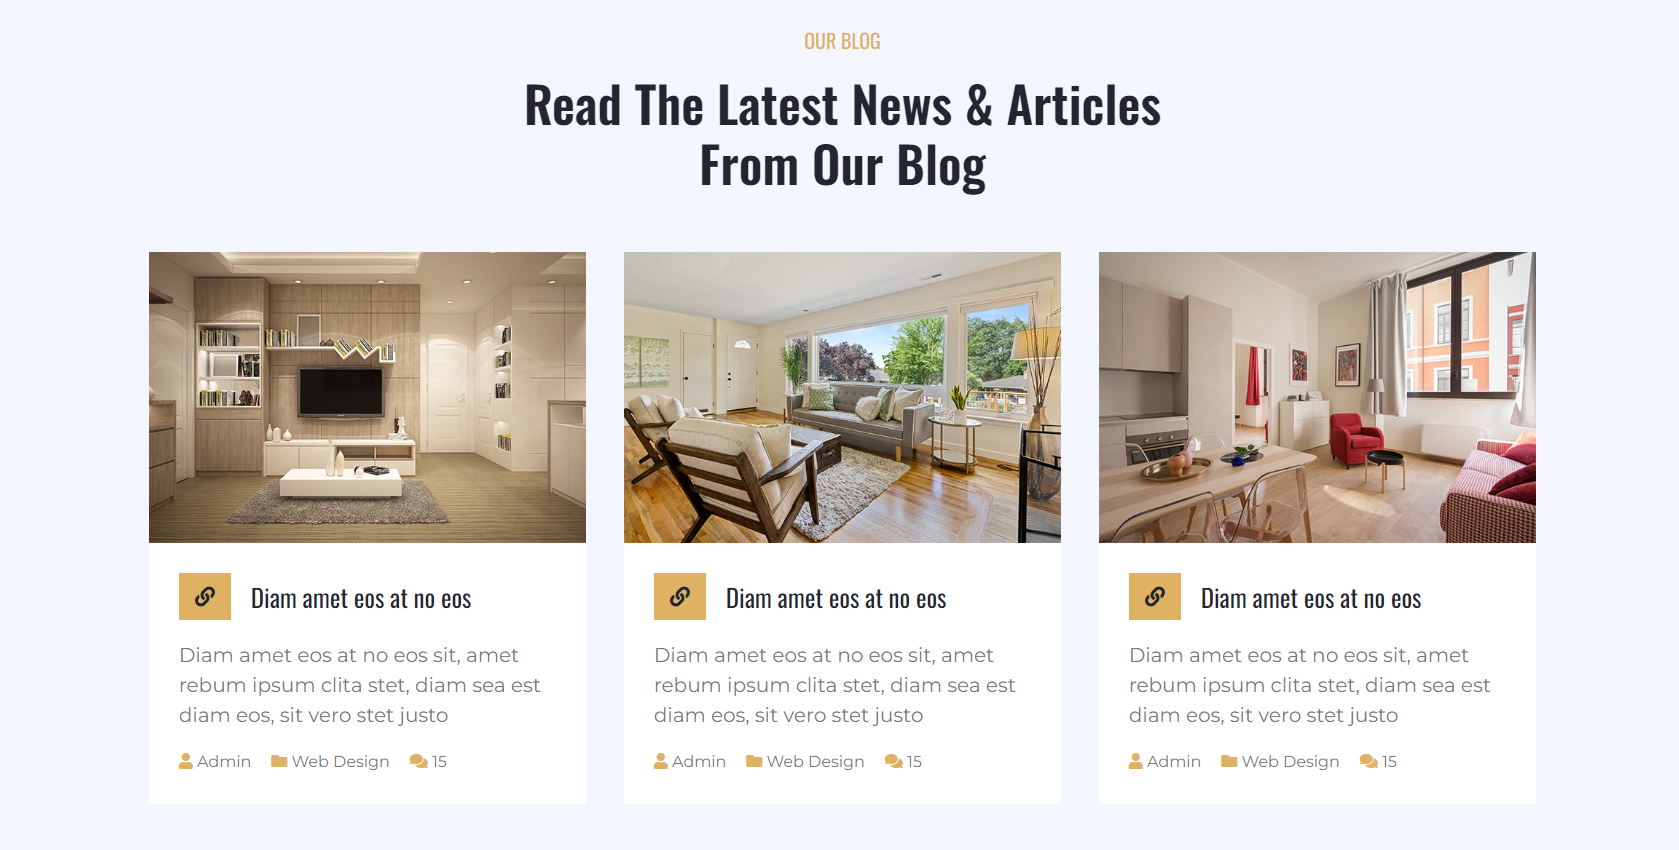 OUR BLOG
Read The Latest News & Articles
From Our Blog
Diam amet eos at no eos
Diam amet eos at no eos sit, amet
rebum ipsum clita stet, diam sea est
diam eos, sit vero stet justo
Admin Web Design 15
Diam amet eos at no eos
Diam amet eos at no eos sit, amet
rebum ipsum clita stet, diam sea est
diam eos, sit vero stet justo
Admin Web Design 15
Diam amet eos at no eos
Diam amet eos at no eos sit, amet
rebum ipsum clita stet, diam sea est
diam eos, sit vero stet justo
Admin Web Design 15